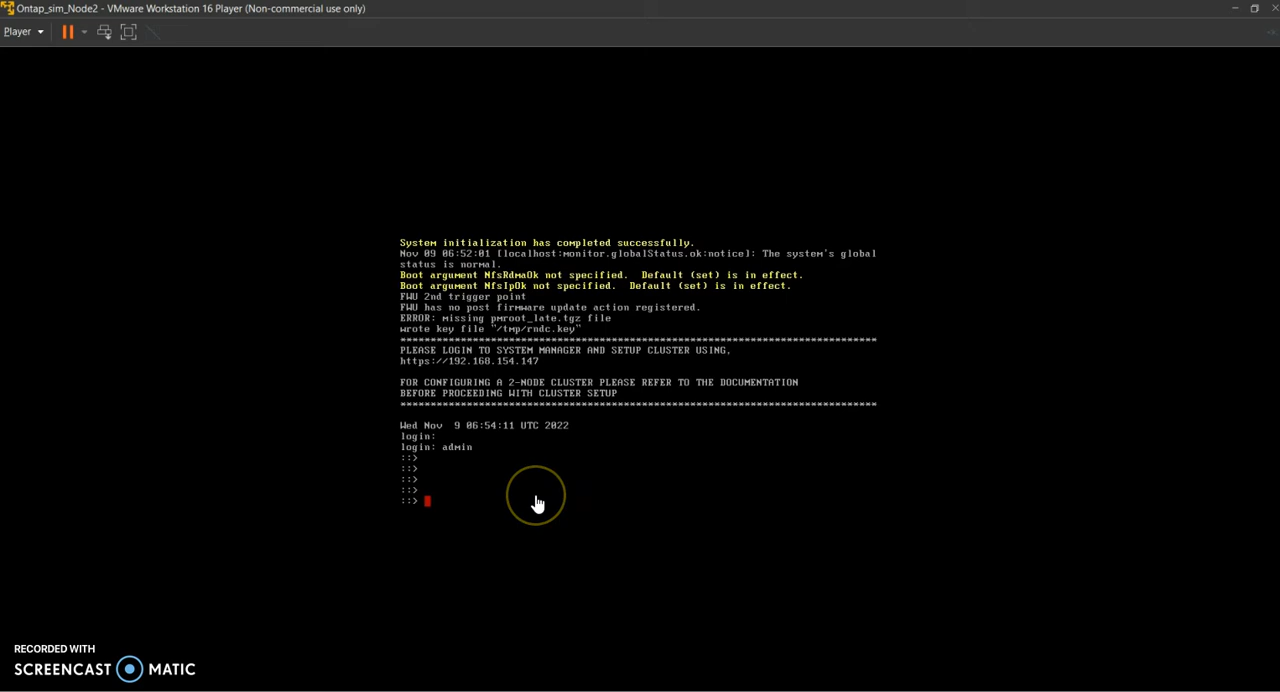 Ontap_sim_Node2 - VMware Workstation 16 Player (Non-commercial use only)
Player
System initialization has completed successfully.
Nov 09 06:52:01 [localhost:monitor.globalStatus.ok:notice]: The system's global
status is normal.
Boot argument NfsRdmaOk not specified.  Default (set) is in effect.
Boot argument NfsIpOk not specified.  Default (set) is in effect.
FWU 2nd trigger point
FWU has no post firmware update action registered.
ERROR: missing pmroot_late.tgz file
wrote key file "/tmp/rndc.key"
*******************************************************************************
PLEASE LOGIN TO SYSTEM MANAGER AND SETUP CLUSTER USING,
https://192.168.154.147
FOR CONFIGURING A 2-NODE CLUSTER PLEASE REFER TO THE DOCUMENTATION
BEFORE PROCEEDING WITH CLUSTER SETUP
*******************************************************************************
Wed Nov  9 06:54:11 UTC 2022
login:
login: admin
::>
::>
::>
::>
::>
RECORDED WITH
SCREENCAST MATIC